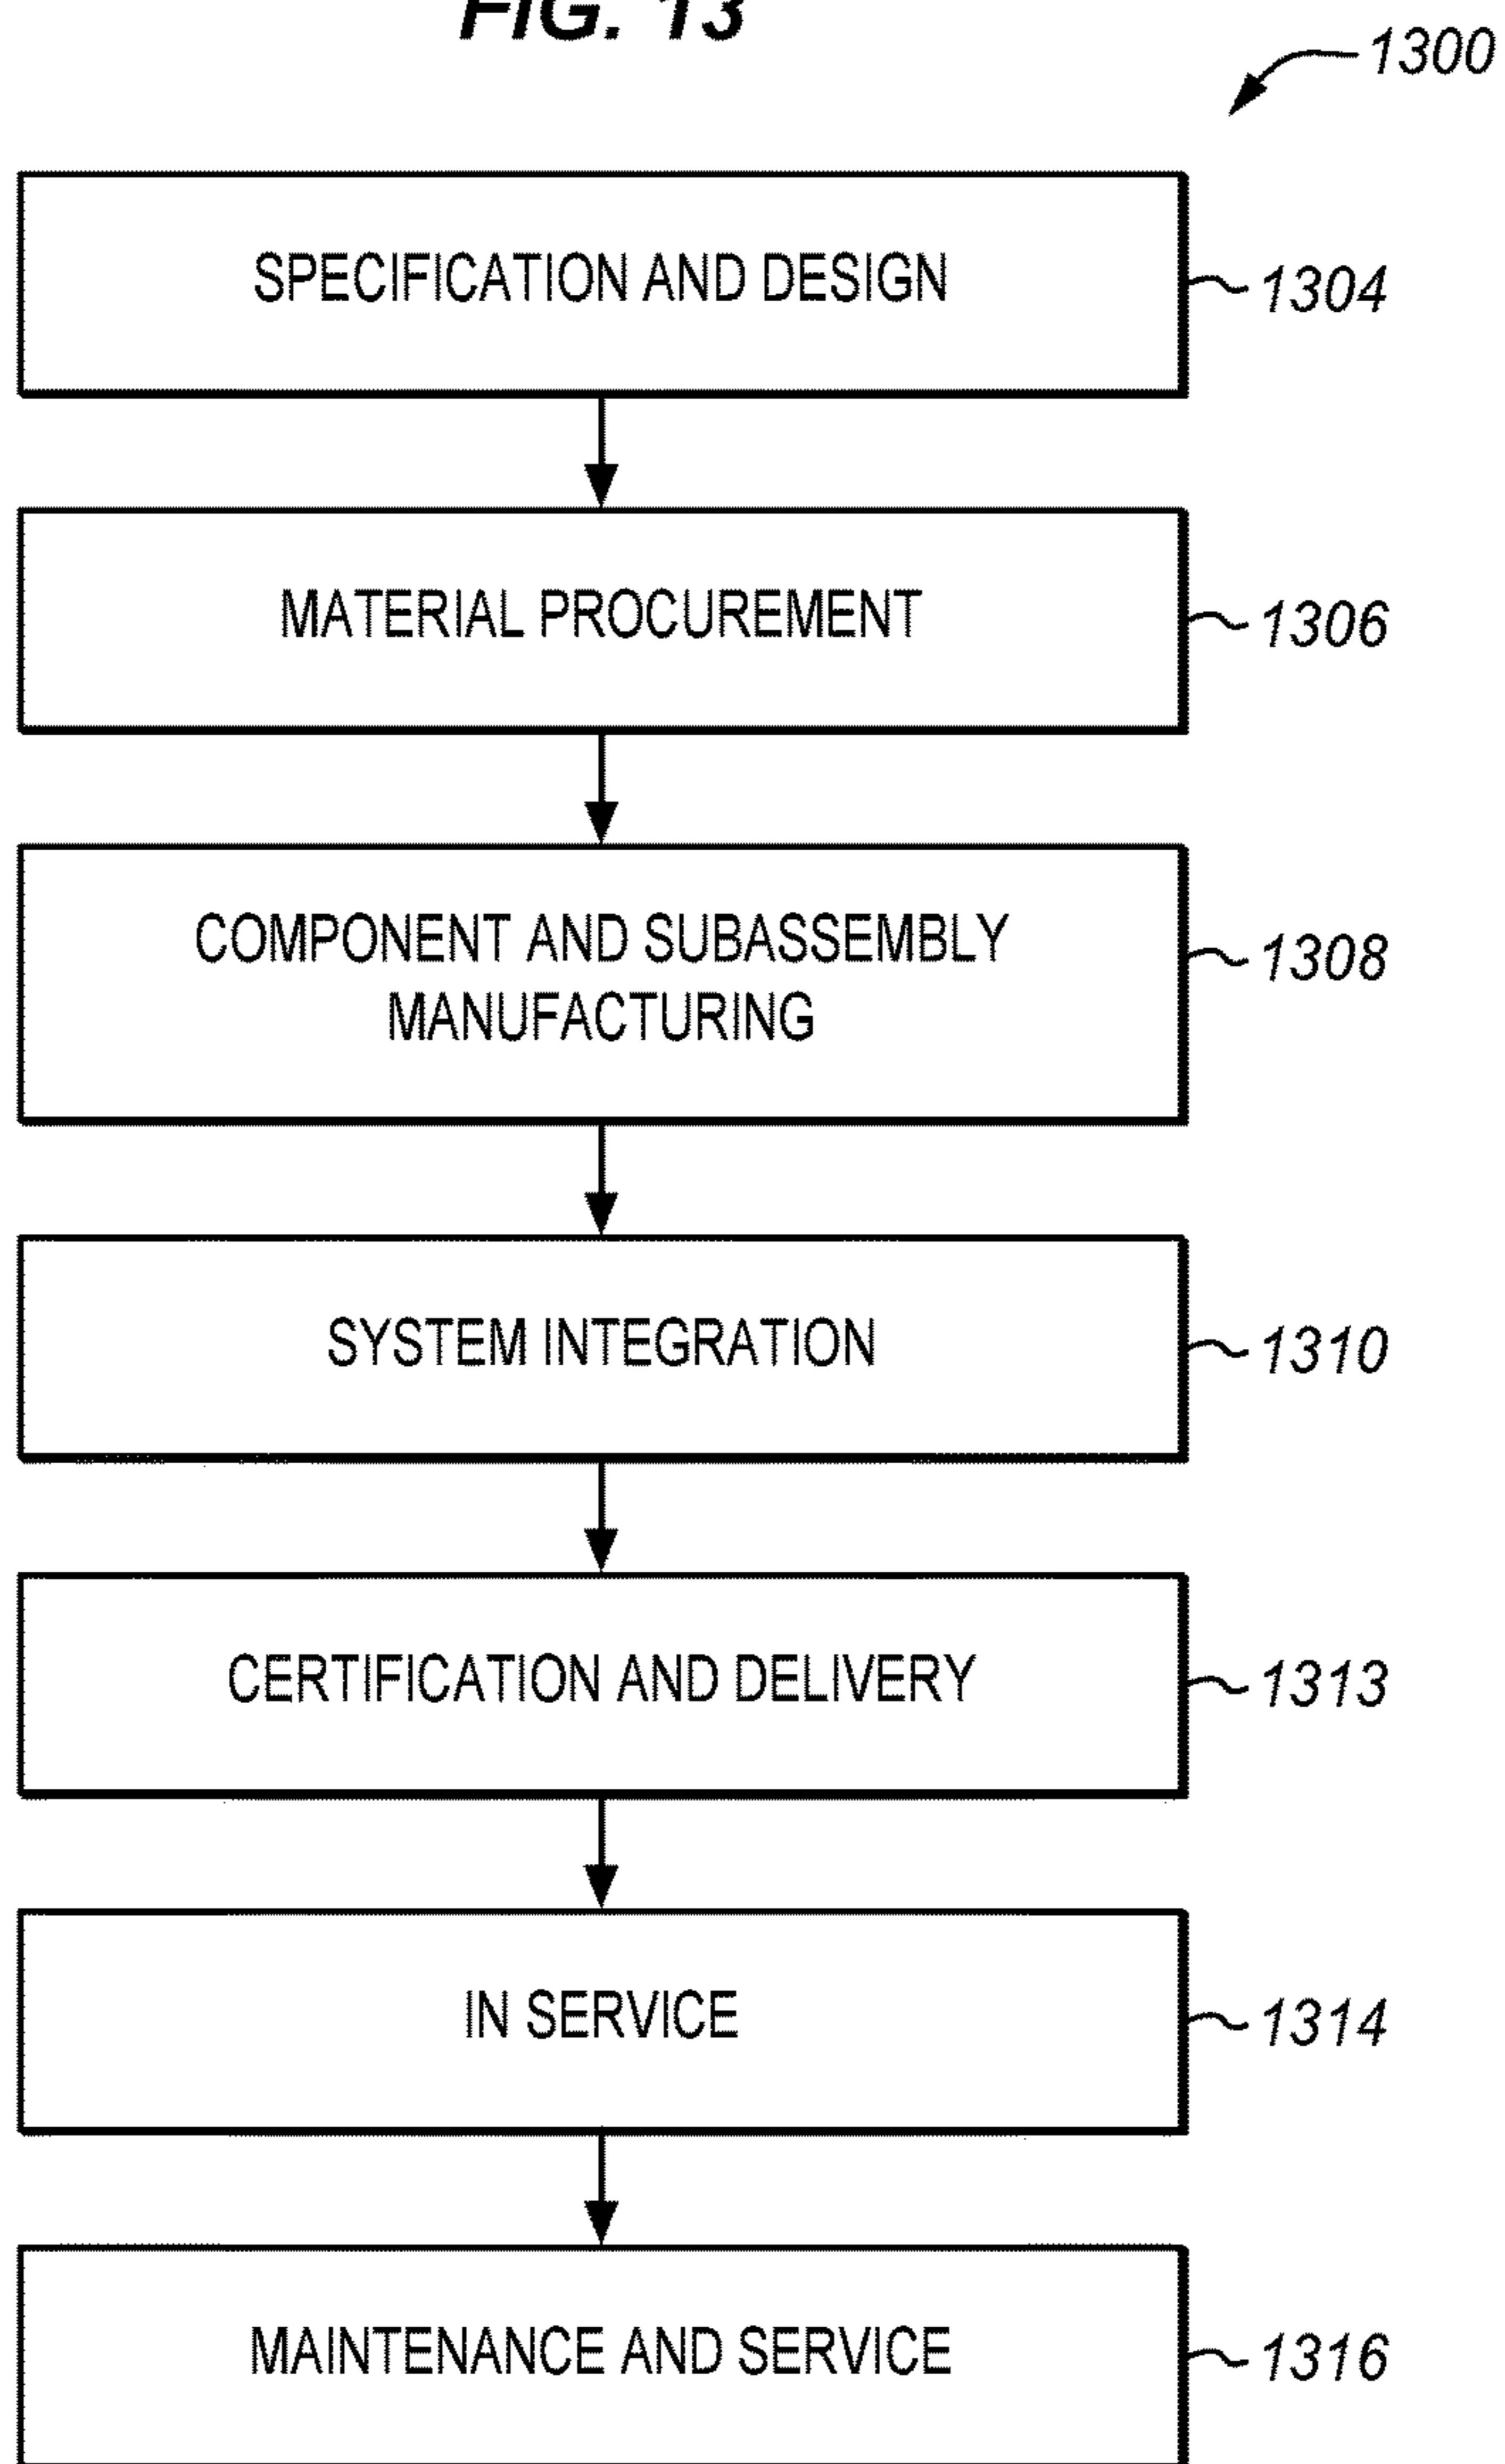 FIG. 13
1300
SPECIFICATION AND DESIGN
1304
MATERIAL PROCUREMENT
1306
COMPONENT AND SUBASSEMBLY
MANUFACTURING
1308
SYSTEM INTEGRATION
1310
CERTIFICATION AND DELIVERY
1313
IN SERVICE
1314
MAINTENANCE AND SERVICE
1316